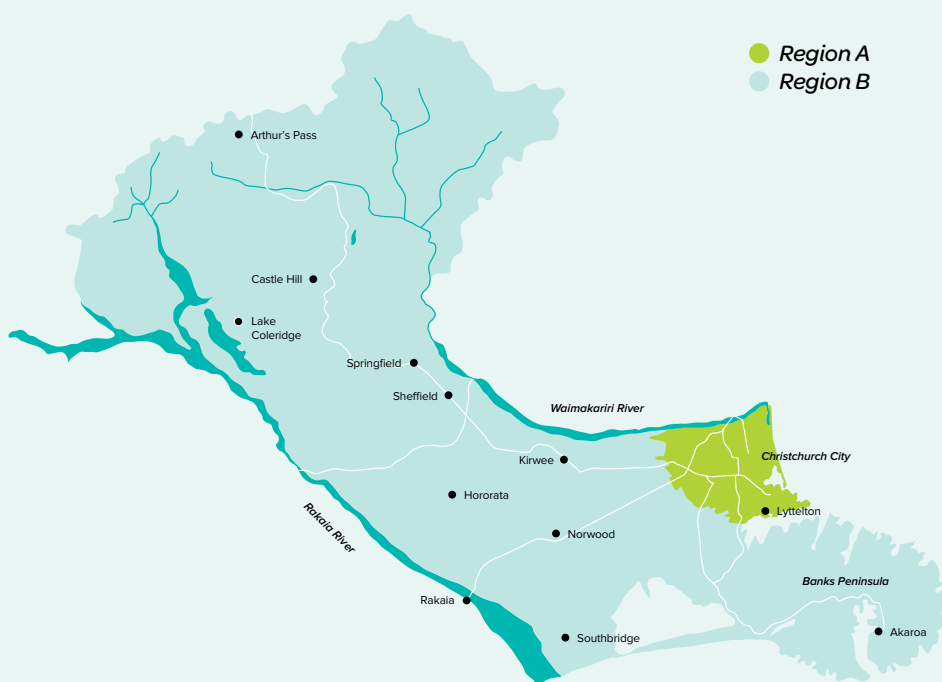 Region A
Region B
Arthur's Pass
Castle Hill
Lake
Coleridge
Springfield
Sheffield
Waimakariri River
Christchurch City
Kirwee
Hororata
Lyttelton
Rakaia River
Norwood
Banks Peninsula
Rakaia
Southbridge
Akaroa